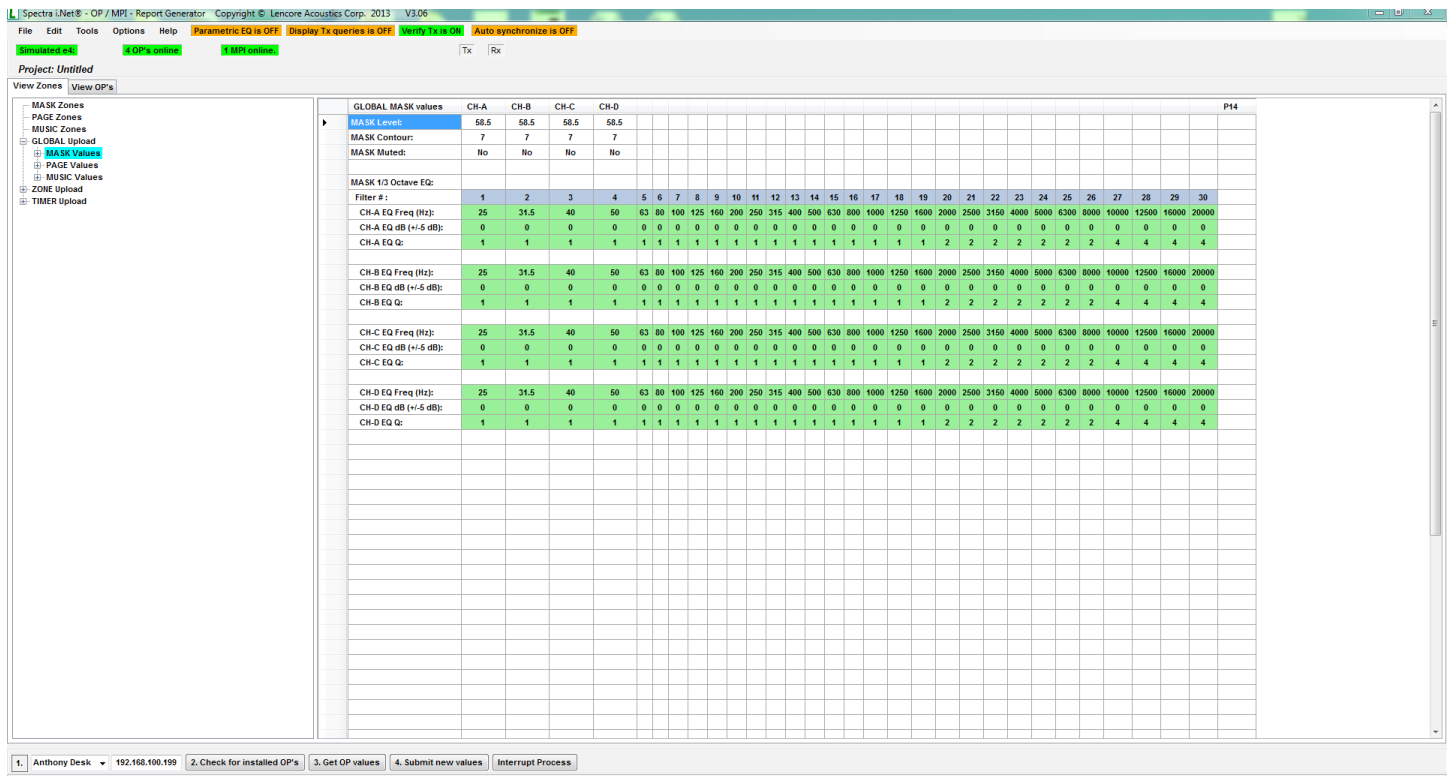 L Spectra i.Net® - OP / MPI - Report Generator Copyright © Lencore Acoustics Corp. 2013 V3.06
File Edit Tools Options Help Parametric EQ is OFF Display Tx queries is OFF Verify Tx is ON Auto synchronize is OFF
Simulated e4: 4 OP's online 1 MPI online. Tx Rx
Project: Untitled
View Zones View OP's
MASK Zones
PAGE Zones
MUSIC Zones
GLOBAL Upload
MASK Values
PAGE Values
MUSIC Values
ZONE Upload
TIMER Upload
GLOBAL MASK values CH-A CH-B CH-C CH-D P14
MASK Level: 58.5 58.5 58.5 58.5
MASK Contour: 7 7 7 7
MASK Muted: No No No No
MASK 1/3 Octave EQ:
Filter # : 1 2 3 4 5 6 7 8 9 10 11 12 13 14 15 16 17 18 19 20 21 22 23 24 25 26 27 28 29 30
CH-A EQ Freq (Hz): 25 31.5 40 50 63 80 100 125 160 200 250 315 400 500 630 800 1000 1250 1600 2000 2500 3150 4000 5000 6300 8000 10000 12500 16000 20000
CH-A EQ dB (+/-5 dB): 0 0 0 0 0 0 0 0 0 0 0 0 0 0 0 0 0 0 0 0 0 0 0 0 0 0 0 0 0 0
CH-A EQ Q: 1 1 1 1 1 1 1 1 1 1 1 1 1 1 1 1 1 1 1 2 2 2 2 2 2 2 4 4 4 4
CH-B EQ Freq (Hz): 25 31.5 40 50 63 80 100 125 160 200 250 315 400 500 630 800 1000 1250 1600 2000 2500 3150 4000 5000 6300 8000 10000 12500 16000 20000
CH-B EQ dB (+/-5 dB): 0 0 0 0 0 0 0 0 0 0 0 0 0 0 0 0 0 0 0 0 0 0 0 0 0 0 0 0 0 0
CH-B EQ Q: 1 1 1 1 1 1 1 1 1 1 1 1 1 1 1 1 1 1 1 2 2 2 2 2 2 2 4 4 4 4
CH-C EQ Freq (Hz): 25 31.5 40 50 63 80 100 125 160 200 250 315 400 500 630 800 1000 1250 1600 2000 2500 3150 4000 5000 6300 8000 10000 12500 16000 20000
CH-C EQ dB (+/-5 dB): 0 0 0 0 0 0 0 0 0 0 0 0 0 0 0 0 0 0 0 0 0 0 0 0 0 0 0 0 0 0
CH-C EQ Q: 1 1 1 1 1 1 1 1 1 1 1 1 1 1 1 1 1 1 1 2 2 2 2 2 2 2 4 4 4 4
CH-D EQ Freq (Hz): 25 31.5 40 50 63 80 100 125 160 200 250 315 400 500 630 800 1000 1250 1600 2000 2500 3150 4000 5000 6300 8000 10000 12500 16000 20000
CH-D EQ dB (+/-5 dB): 0 0 0 0 0 0 0 0 0 0 0 0 0 0 0 0 0 0 0 0 0 0 0 0 0 0 0 0 0 0
CH-D EQ Q: 1 1 1 1 1 1 1 1 1 1 1 1 1 1 1 1 1 1 1 2 2 2 2 2 2 2 4 4 4 4
1. Anthony Desk 192.168.100.199 2. Check for installed OP's 3. Get OP values 4. Submit new values Interrupt Process